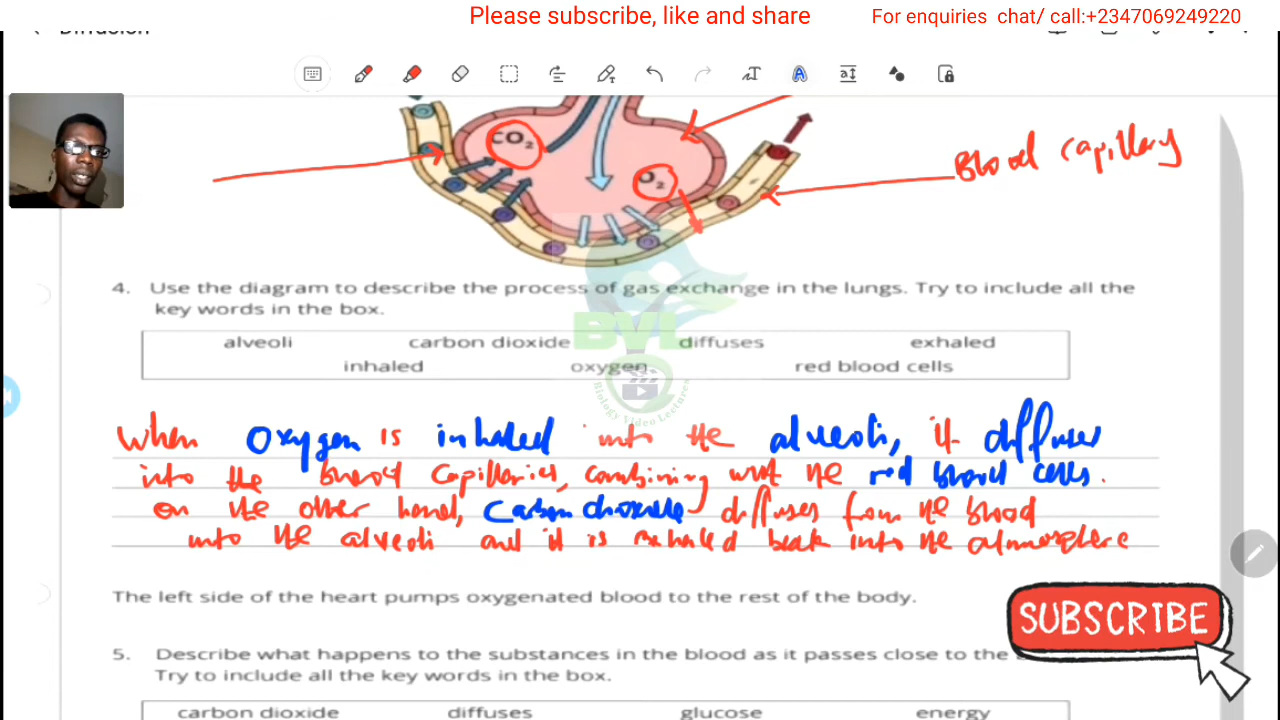 Please subscribe, like and share
For enquiries chat/ call:+2347069249220
Diffusion
CO₂
O₂
Blood capillary
4. Use the diagram to describe the process of gas exchange in the lungs. Try to include all the
key words in the box.
alveoli carbon dioxide diffuses exhaled
inhaled oxygen red blood cells
BVL
Biology Video Lectures
When oxygen is inhaled into the alveoli, it diffuses
into the blood capillaries, combining with the red blood cells.
on the other hand, carbon dioxide diffuses from the blood
into the alveoli and it is exhaled back into the atmosphere
The left side of the heart pumps oxygenated blood to the rest of the body.
SUBSCRIBE
5. Describe what happens to the substances in the blood as it passes close to the
Try to include all the key words in the box.
carbon dioxide diffuses glucose energy